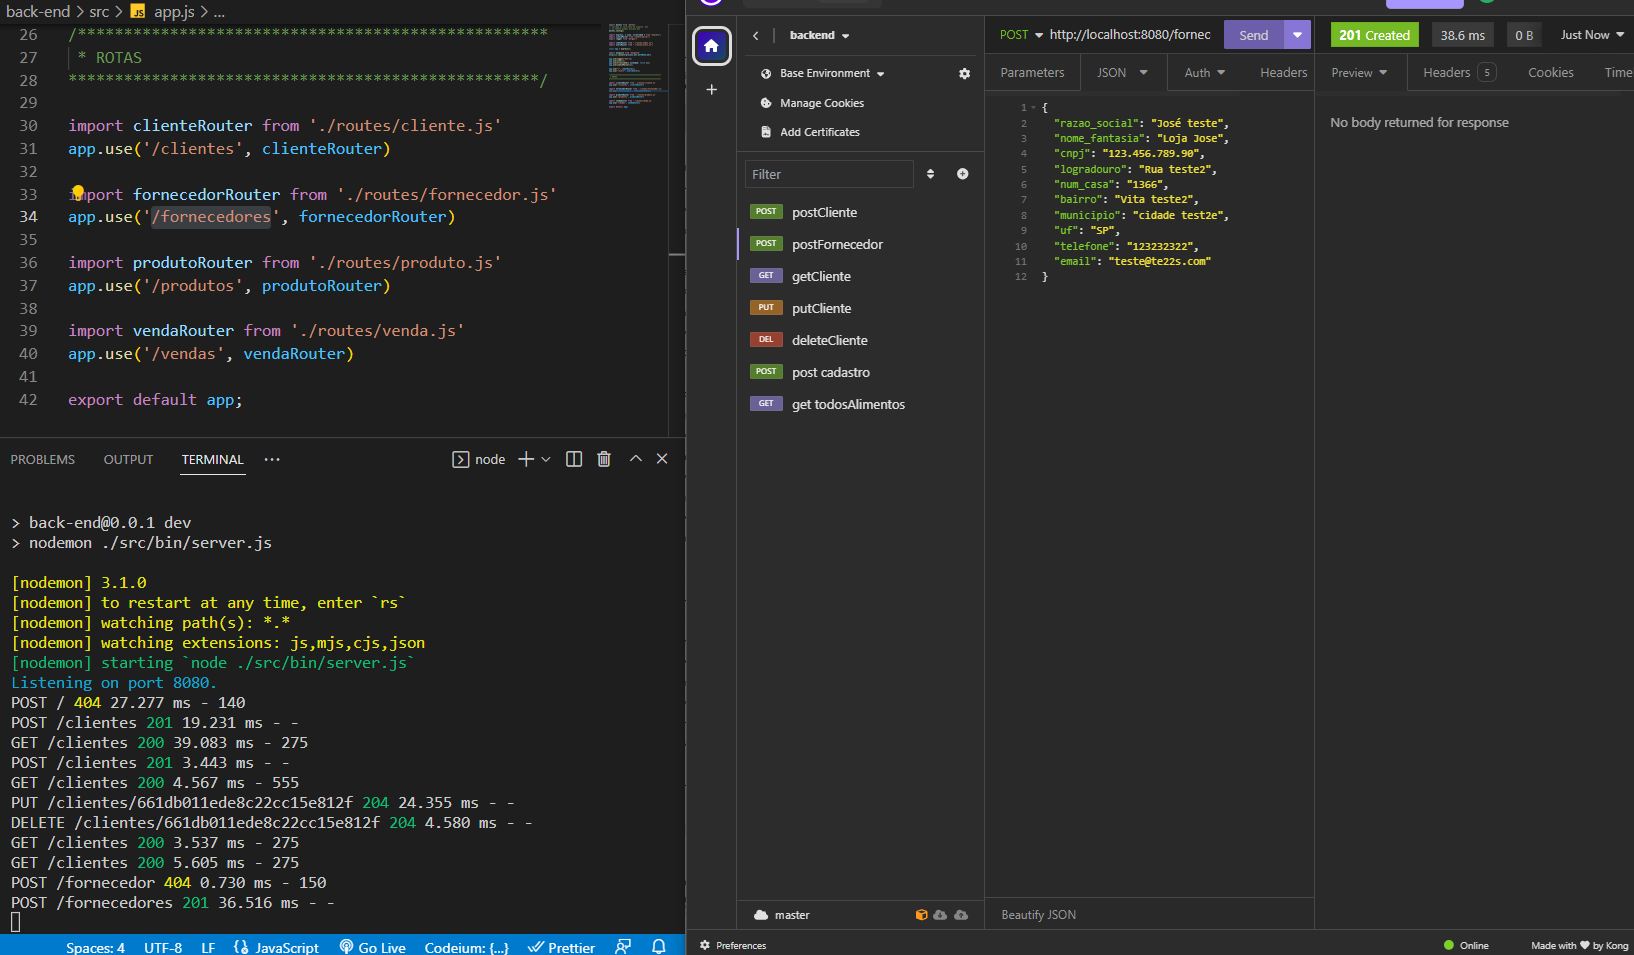 back-end > src > JS app.js > ...
26 /***************************************************
27 * ROTAS
28 ***************************************************/
29
30 import clienteRouter from './routes/cliente.js'
31 app.use('/clientes', clienteRouter)
32
33 import fornecedorRouter from './routes/fornecedor.js'
34 app.use('/fornecedores', fornecedorRouter)
35
36 import produtoRouter from './routes/produto.js'
37 app.use('/produtos', produtoRouter)
38
39 import vendaRouter from './routes/venda.js'
40 app.use('/vendas', vendaRouter)
41
42 export default app;
PROBLEMS OUTPUT TERMINAL ... node
> back-end@0.0.1 dev
> nodemon ./src/bin/server.js
[nodemon] 3.1.0
[nodemon] to restart at any time, enter `rs`
[nodemon] watching path(s): *.*
[nodemon] watching extensions: js,mjs,cjs,json
[nodemon] starting `node ./src/bin/server.js`
Listening on port 8080.
POST / 404 27.277 ms - 140
POST /clientes 201 19.231 ms - -
GET /clientes 200 39.083 ms - 275
POST /clientes 201 3.443 ms - -
GET /clientes 200 4.567 ms - 555
PUT /clientes/661db011ede8c22cc15e812f 204 24.355 ms - -
DELETE /clientes/661db011ede8c22cc15e812f 204 4.580 ms - -
GET /clientes 200 3.537 ms - 275
GET /clientes 200 5.605 ms - 275
POST /fornecedor 404 0.730 ms - 150
POST /fornecedores 201 36.516 ms - -
Spaces: 4 UTF-8 LF {} JavaScript Go Live Codeium: {...} Prettier
backend
Base Environment
Manage Cookies
Add Certificates
Filter
POST postCliente
POST postFornecedor
GET getCliente
PUT putCliente
DEL deleteCliente
POST post cadastro
GET get todosAlimentos
master
Preferences
POST http://localhost:8080/fornec Send
Parameters JSON Auth Headers
1 {
2 "razao_social": "José teste",
3 "nome_fantasia": "Loja Jose",
4 "cnpj": "123.456.789.90",
5 "logradouro": "Rua teste2",
6 "num_casa": "1366",
7 "bairro": "Vita teste2",
8 "municipio": "cidade test2e",
9 "uf": "SP",
10 "telefone": "123232322",
11 "email": "teste@te22s.com"
12 }
Beautify JSON
201 Created 38.6 ms 0 B Just Now
Preview Headers 5 Cookies Time
No body returned for response
Online Made with ♥ by Kong